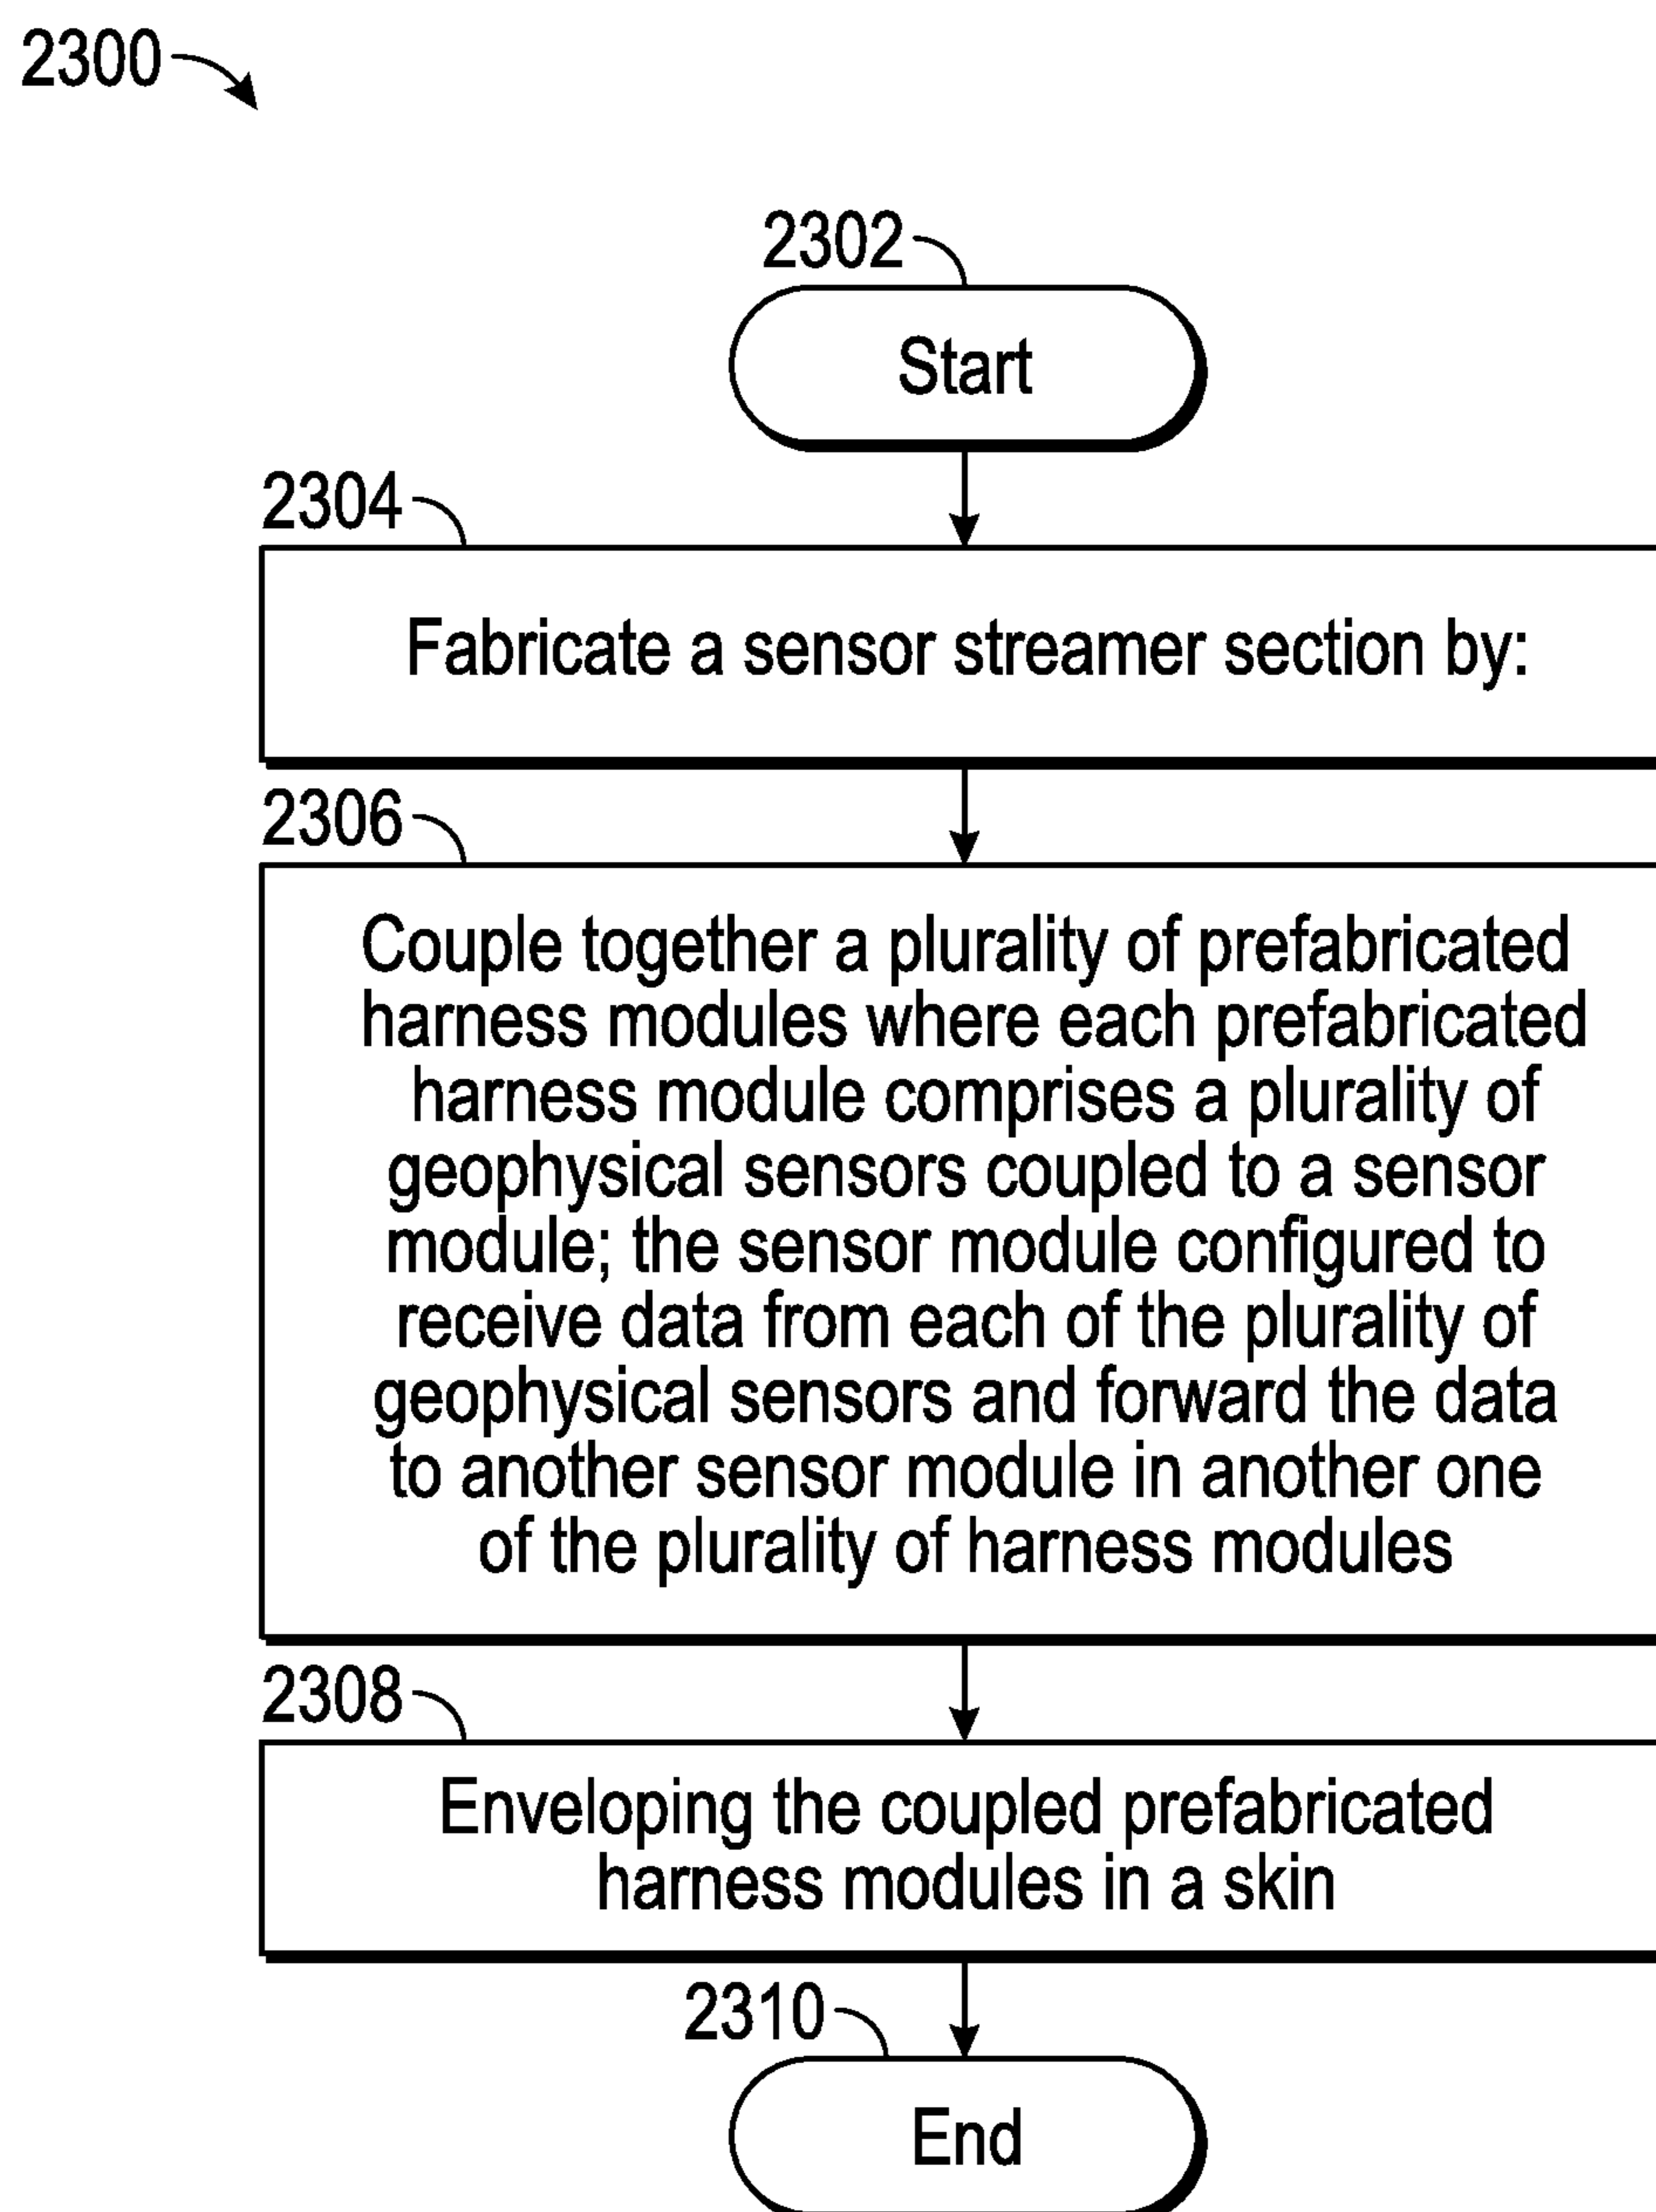 2300
2302
Start
2304
Fabricate a sensor streamer section by:
2306
Couple together a plurality of prefabricated
harness modules where each prefabricated
harness module comprises a plurality of
geophysical sensors coupled to a sensor
module; the sensor module configured to
receive data from each of the plurality of
geophysical sensors and forward the data
to another sensor module in another one
of the plurality of harness modules
2308
Enveloping the coupled prefabricated
harness modules in a skin
2310
End